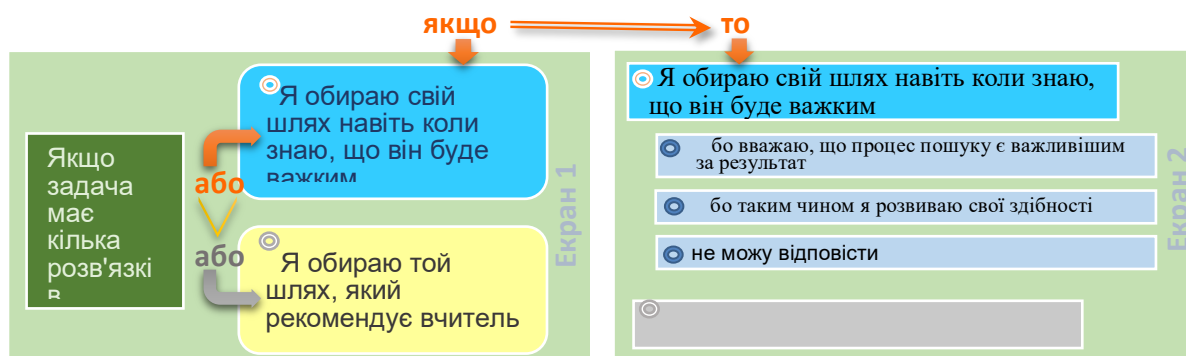 якщо
то
Якщо
задача
має
кілька
розв'язкі
в
або
або
Я обираю свій
шлях навіть коли
знаю, що він буде
важким
Я обираю той
шлях, який
рекомендує вчитель
Екран 1
Я обираю свій шлях навіть коли знаю,
що він буде важким
бо вважаю, що процес пошуку є важливішим
за результат
бо таким чином я розвиваю свої здібності
не можу відповісти
Екран 2